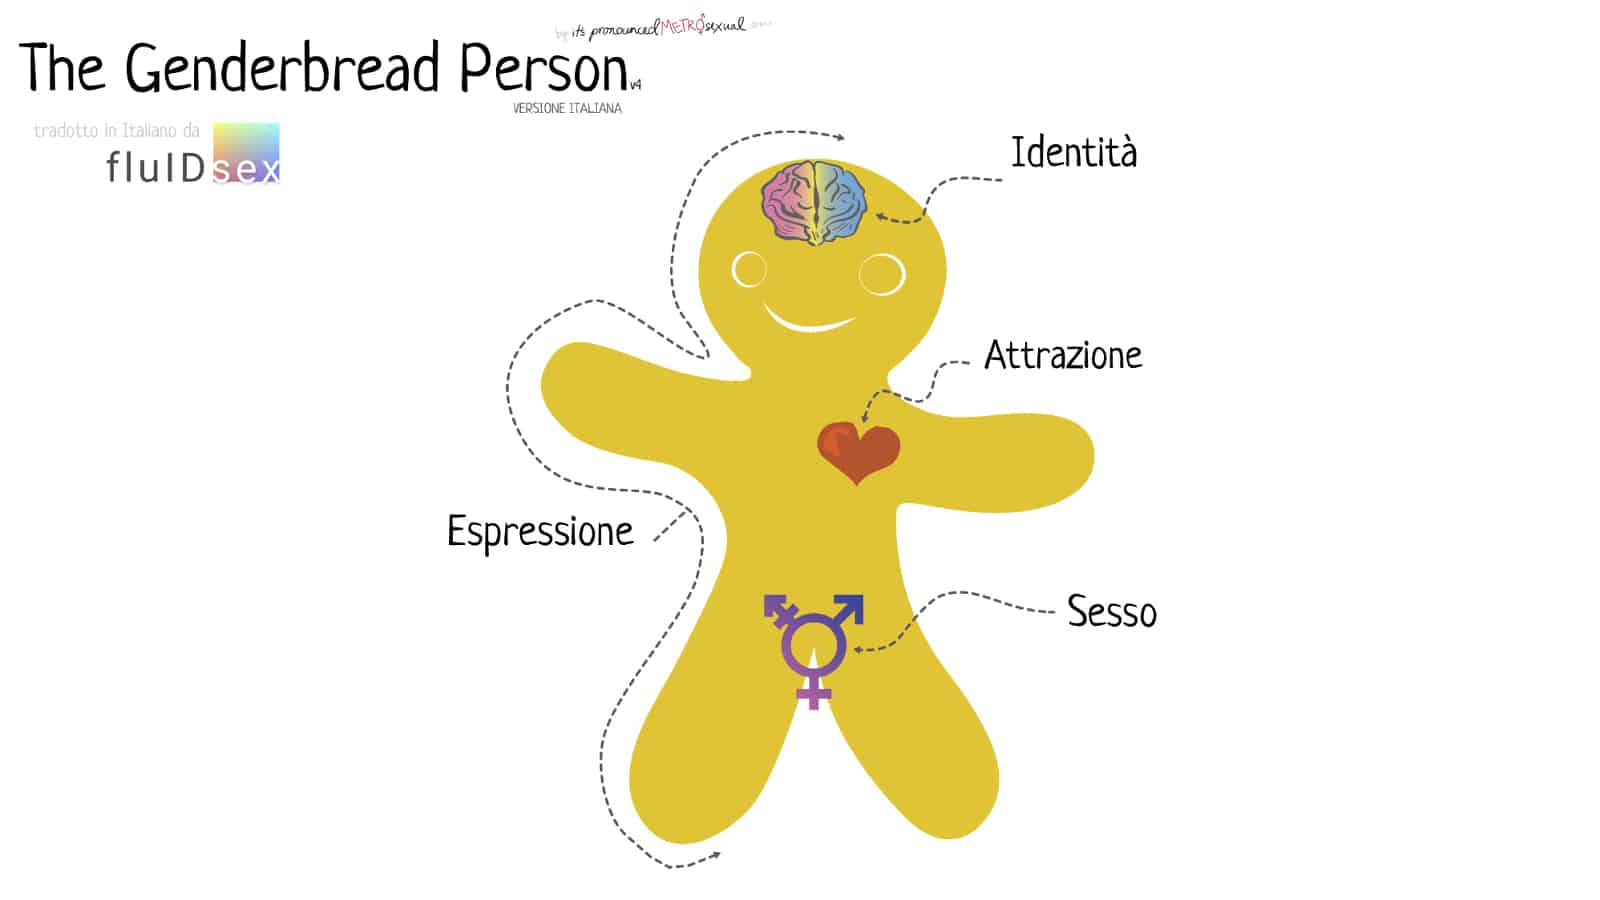 by it's pronounced METROsexual .com
The Genderbread Person v4
VERSIONE ITALIANA
tradotto in Italiano da
fluIDsex
Identità
Attrazione
Espressione
Sesso